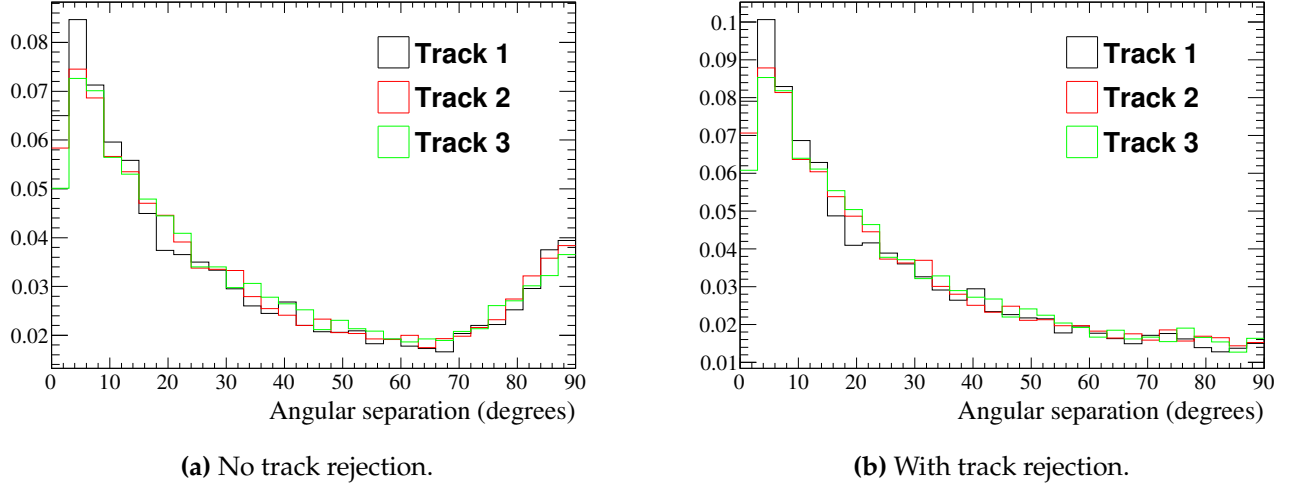 0.08
0.07
0.06
0.05
0.04
0.03
0.02
0 10 20 30 40 50 60 70 80 90
Angular separation (degrees)
Track 1
Track 2
Track 3
(a) No track rejection.
0.1
0.09
0.08
0.07
0.06
0.05
0.04
0.03
0.02
0.01
0 10 20 30 40 50 60 70 80 90
Angular separation (degrees)
Track 1
Track 2
Track 3
(b) With track rejection.